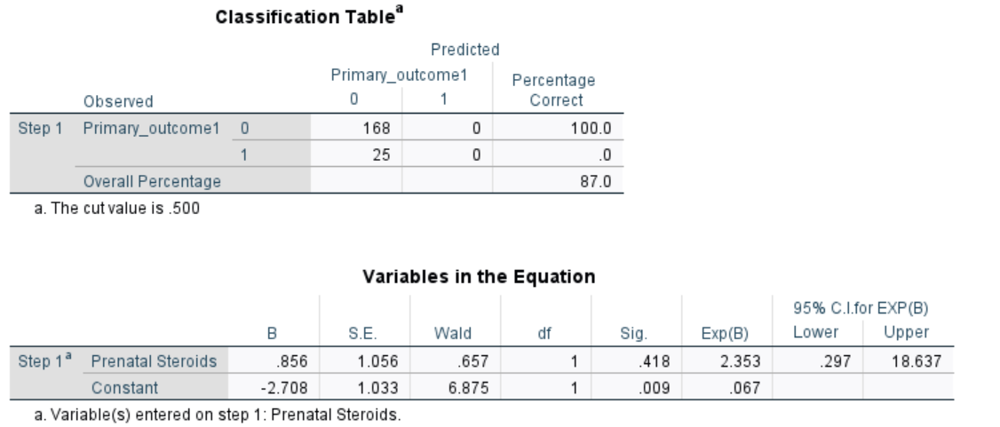 Classification Table^a
Predicted
Primary_outcome1 Percentage Correct
Observed 0 1
Step 1 Primary_outcome1 0 168 0 100.0
1 25 0 .0
Overall Percentage 87.0
a. The cut value is .500
Variables in the Equation
95% C.I.for EXP(B)
B S.E. Wald df Sig. Exp(B) Lower Upper
Step 1^a Prenatal Steroids .856 1.056 .657 1 .418 2.353 .297 18.637
Constant -2.708 1.033 6.875 1 .009 .067
a. Variable(s) entered on step 1: Prenatal Steroids.